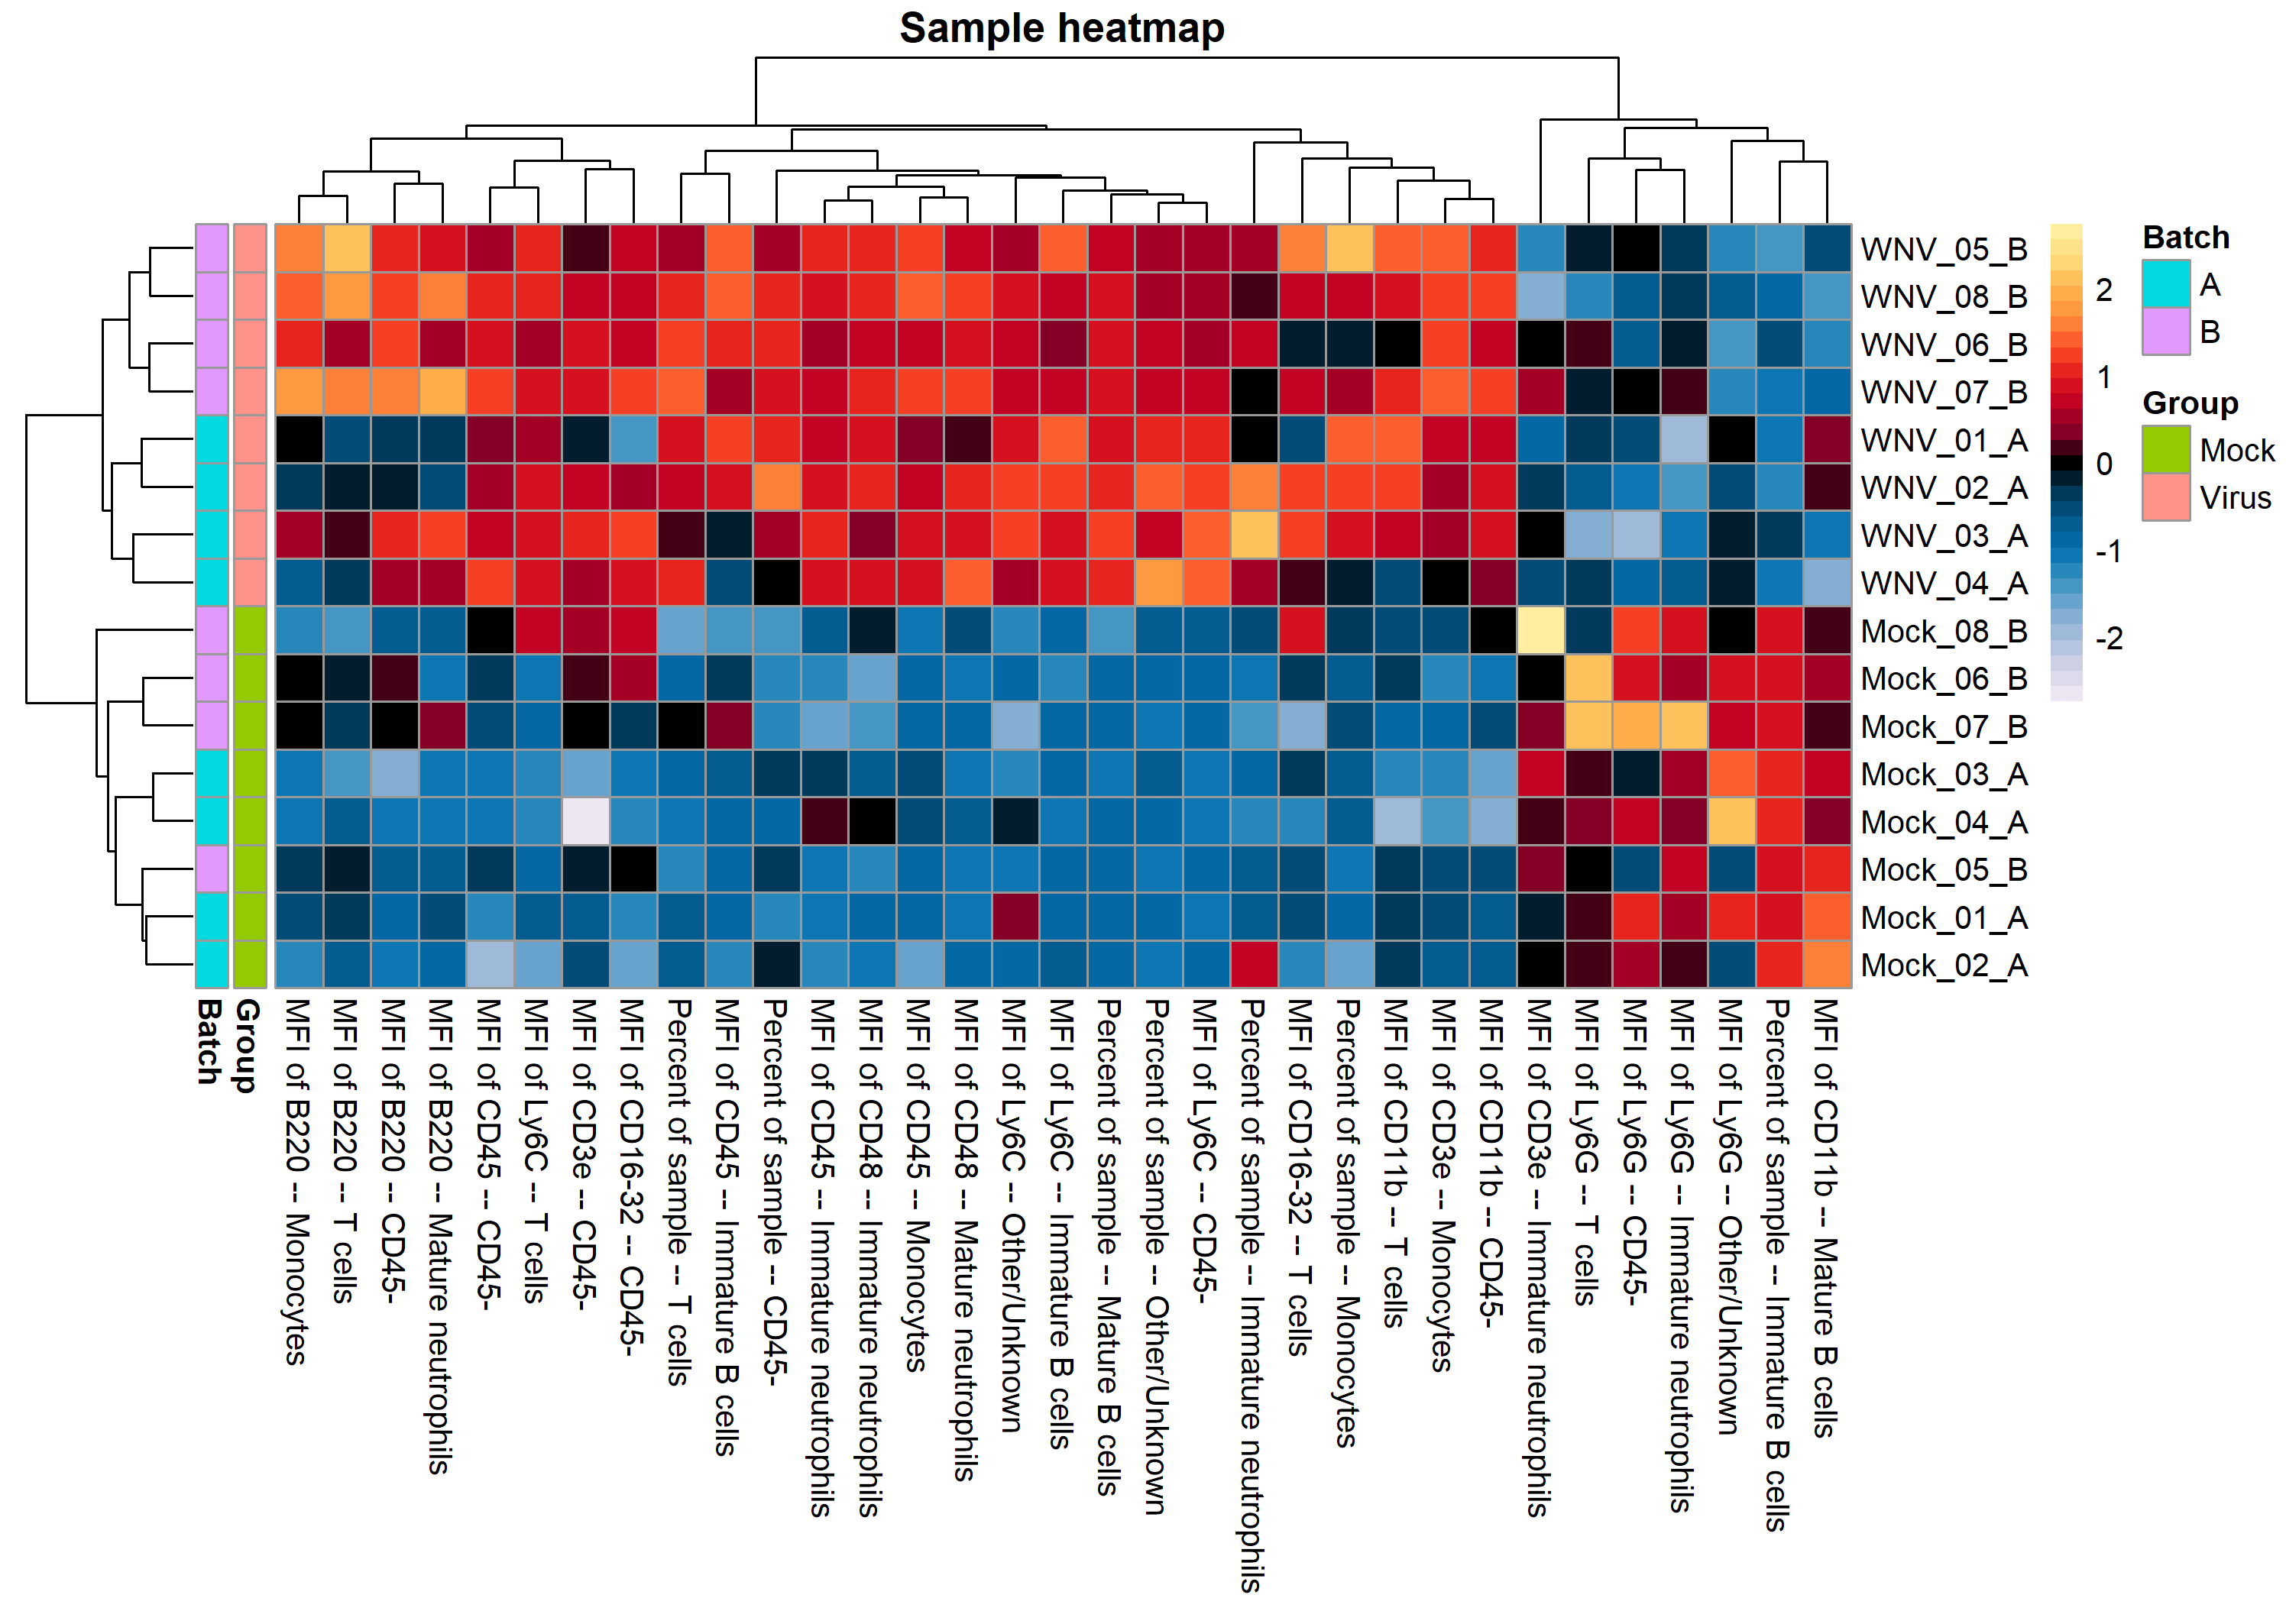 Sample heatmap
WNV_05_B
WNV_08_B
WNV_06_B
WNV_07_B
WNV_01_A
WNV_02_A
WNV_03_A
WNV_04_A
Mock_08_B
Mock_06_B
Mock_07_B
Mock_03_A
Mock_04_A
Mock_05_B
Mock_01_A
Mock_02_A
2
1
0
-1
-2
Batch
A
B
Group
Mock
Virus
Batch
Group
MFI of B220 -- Monocytes
MFI of B220 -- T cells
MFI of B220 -- CD45-
MFI of B220 -- Mature neutrophils
MFI of CD45 -- CD45-
MFI of Ly6C -- T cells
MFI of CD3e -- CD45-
MFI of CD16-32 -- CD45-
Percent of sample -- T cells
MFI of CD45 -- Immature B cells
Percent of sample -- CD45-
MFI of CD45 -- Immature neutrophils
MFI of CD48 -- Immature neutrophils
MFI of CD45 -- Monocytes
MFI of CD48 -- Mature neutrophils
MFI of Ly6C -- Other/Unknown
MFI of Ly6C -- Immature B cells
Percent of sample -- Mature B cells
Percent of sample -- Other/Unknown
MFI of Ly6C -- CD45-
Percent of sample -- Immature neutrophils
MFI of CD16-32 -- T cells
Percent of sample -- Monocytes
MFI of CD11b -- T cells
MFI of CD3e -- Monocytes
MFI of CD11b -- CD45-
MFI of CD3e -- Immature neutrophils
MFI of Ly6G -- T cells
MFI of Ly6G -- CD45-
MFI of Ly6G -- Immature neutrophils
MFI of Ly6G -- Other/Unknown
Percent of sample -- Immature B cells
MFI of CD11b -- Mature B cells